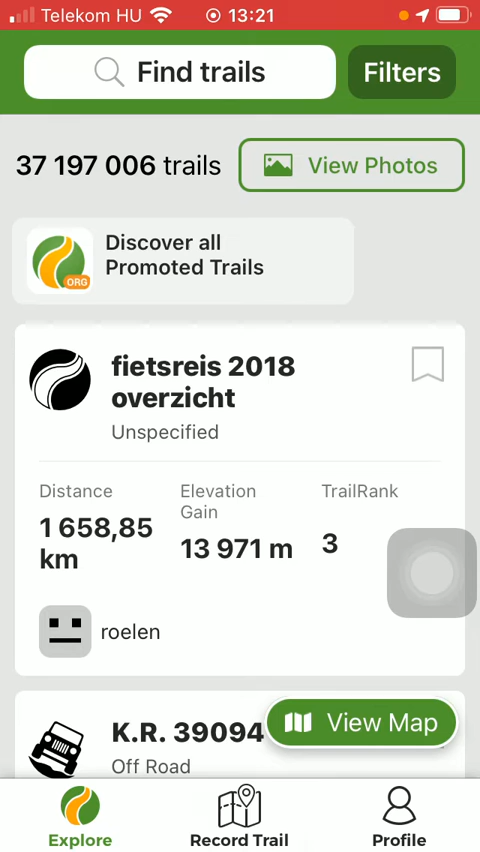 Telekom HU 13:21
Find trails
Filters
37 197 006 trails
View Photos
ORG
Discover all
Promoted Trails
fietsreis 2018
overzicht
Unspecified
Distance
1 658,85
km
Elevation
Gain
13 971 m
TrailRank
3
roelen
K.R. 39094
Off Road
View Map
Explore
Record Trail
Profile